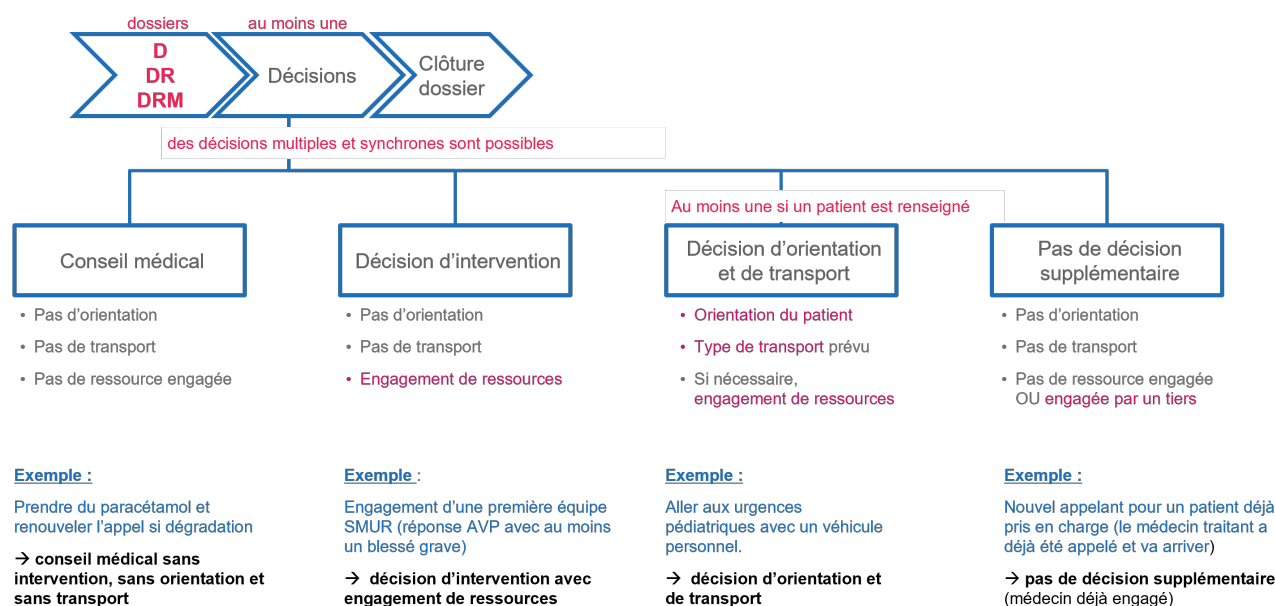 dossiers
au moins une
D
DR
DRM
Décisions
Clôture
dossier
des décisions multiples et synchrones sont possibles
Au moins une si un patient est renseigné
Conseil médical
• Pas d'orientation
• Pas de transport
• Pas de ressource engagée
Exemple :
Prendre du paracétamol et
renouveler l'appel si dégradation
→ conseil médical sans
intervention, sans orientation et
sans transport
Décision d'intervention
• Pas d'orientation
• Pas de transport
• Engagement de ressources
Exemple :
Engagement d'une première équipe
SMUR (réponse AVP avec au moins
un blessé grave)
→ décision d'intervention avec
engagement de ressources
Décision d'orientation
et de transport
• Orientation du patient
• Type de transport prévu
• Si nécessaire,
engagement de ressources
Exemple :
Aller aux urgences
pédiatriques avec un véhicule
personnel.
→ décision d'orientation et
de transport
Pas de décision
supplémentaire
• Pas d'orientation
• Pas de transport
• Pas de ressource engagée
OU engagée par un tiers
Exemple :
Nouvel appelant pour un patient déjà
pris en charge (le médecin traitant a
déjà été appelé et va arriver)
→ pas de décision supplémentaire
(médecin déjà engagé)